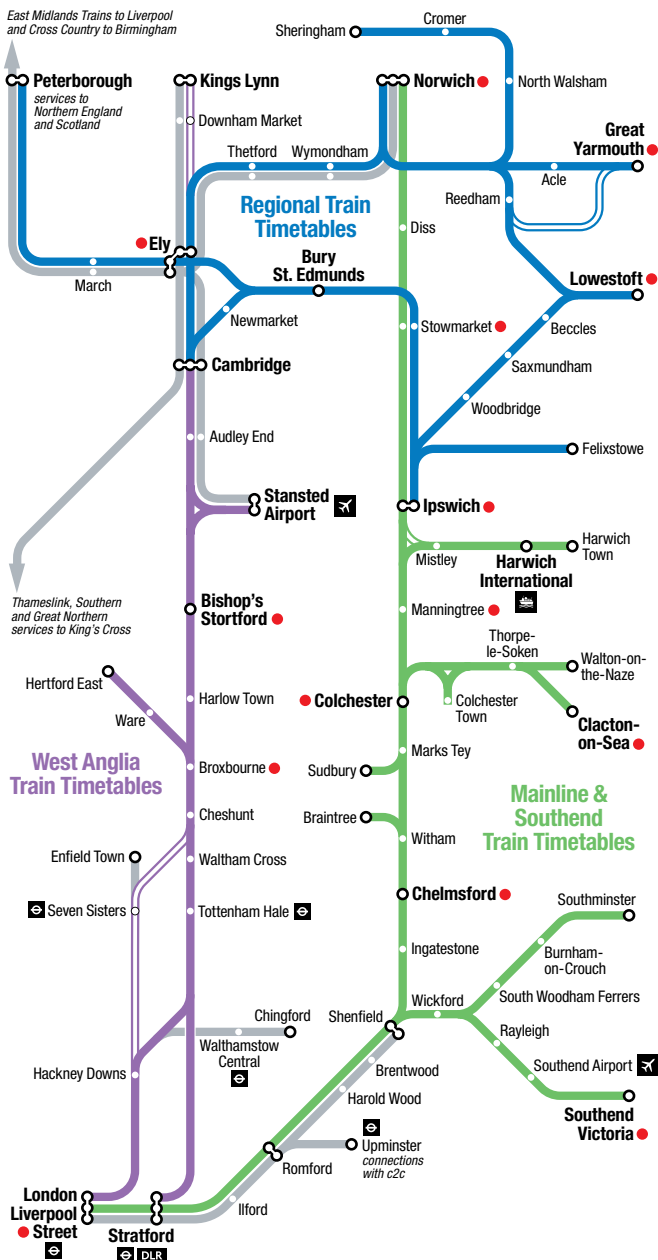 East Midlands Trains to Liverpool
and Cross Country to Birmingham
Peterborough
services to
Northern England
and Scotland
Kings Lynn
Downham Market
Thetford
Wymondham
Norwich
Sheringham
Cromer
North Walsham
Great
Yarmouth
Acle
Reedham
Regional Train
Timetables
Diss
Ely
March
Bury
St. Edmunds
Newmarket
Lowestoft
Beccles
Stowmarket
Saxmundham
Woodbridge
Cambridge
Audley End
Felixstowe
Stansted
Airport
Ipswich
Mistley
Harwich
International
Harwich
Town
Thameslink, Southern
and Great Northern
services to King's Cross
Bishop's
Stortford
Manningtree
Thorpe-
le-Soken
Walton-on-
the-Naze
Hertford East
Ware
Harlow Town
Colchester
Colchester
Town
Clacton-
on-Sea
West Anglia
Train Timetables
Broxbourne
Marks Tey
Sudbury
Mainline &
Southend
Train Timetables
Cheshunt
Braintree
Witham
Enfield Town
Waltham Cross
Seven Sisters
Tottenham Hale
Chelmsford
Southminster
Ingatestone
Burnham-
on-Crouch
Wickford
South Woodham Ferrers
Chingford
Shenfield
Rayleigh
Walthamstow
Central
Hackney Downs
Brentwood
Southend Airport
Harold Wood
Southend
Victoria
Upminster
connections
with c2c
Romford
Ilford
London
Liverpool
Street
Stratford
DLR